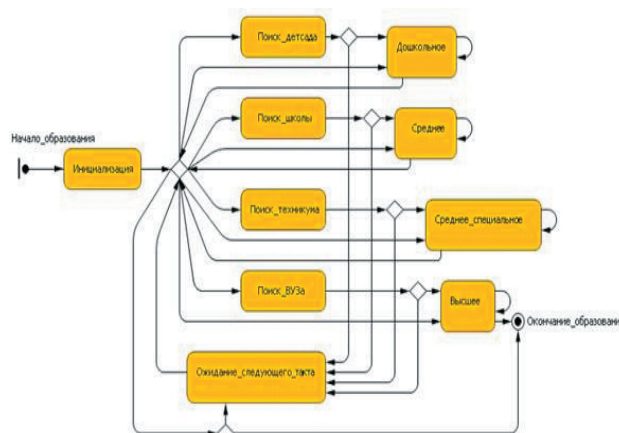 Поиск_детсада
Дошкольное
Поиск_школы
Среднее
Начало_образования
Инициализация
Поиск_техникума
Среднее_специальное
Поиск_ВУЗа
Высшее
Окончание_образовани
Ожидание_следующего_такта